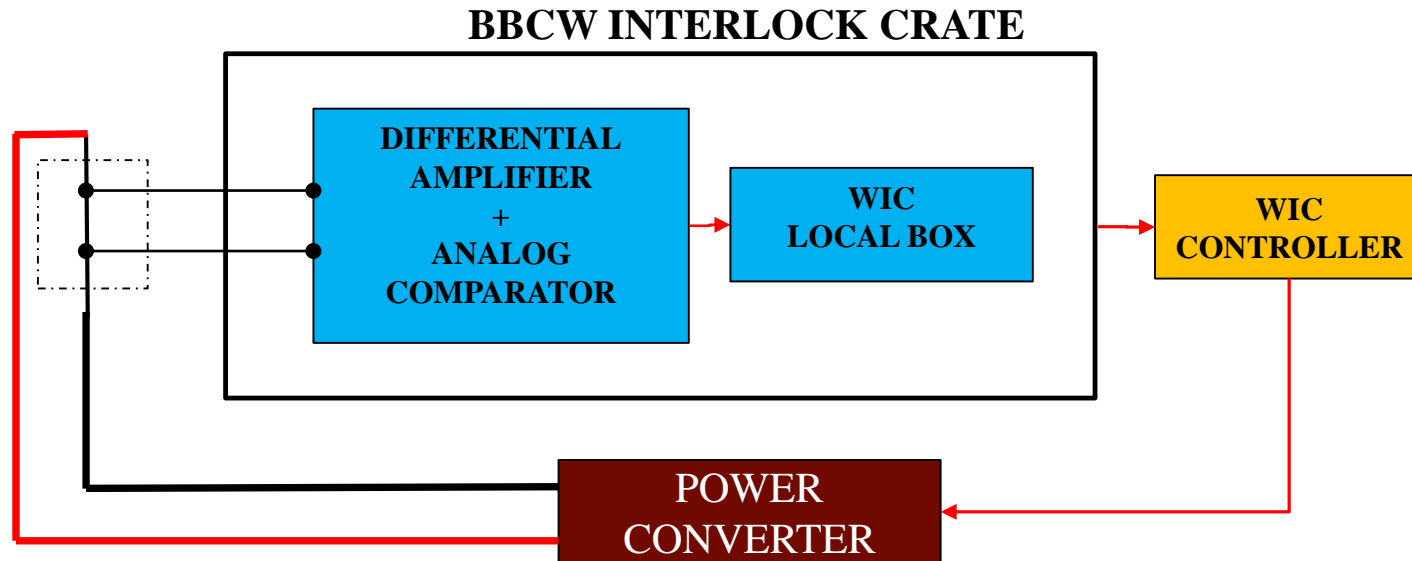 BBCW INTERLOCK CRATE
DIFFERENTIAL
AMPLIFIER
+
ANALOG
COMPARATOR
WIC
LOCAL BOX
WIC
CONTROLLER
POWER
CONVERTER